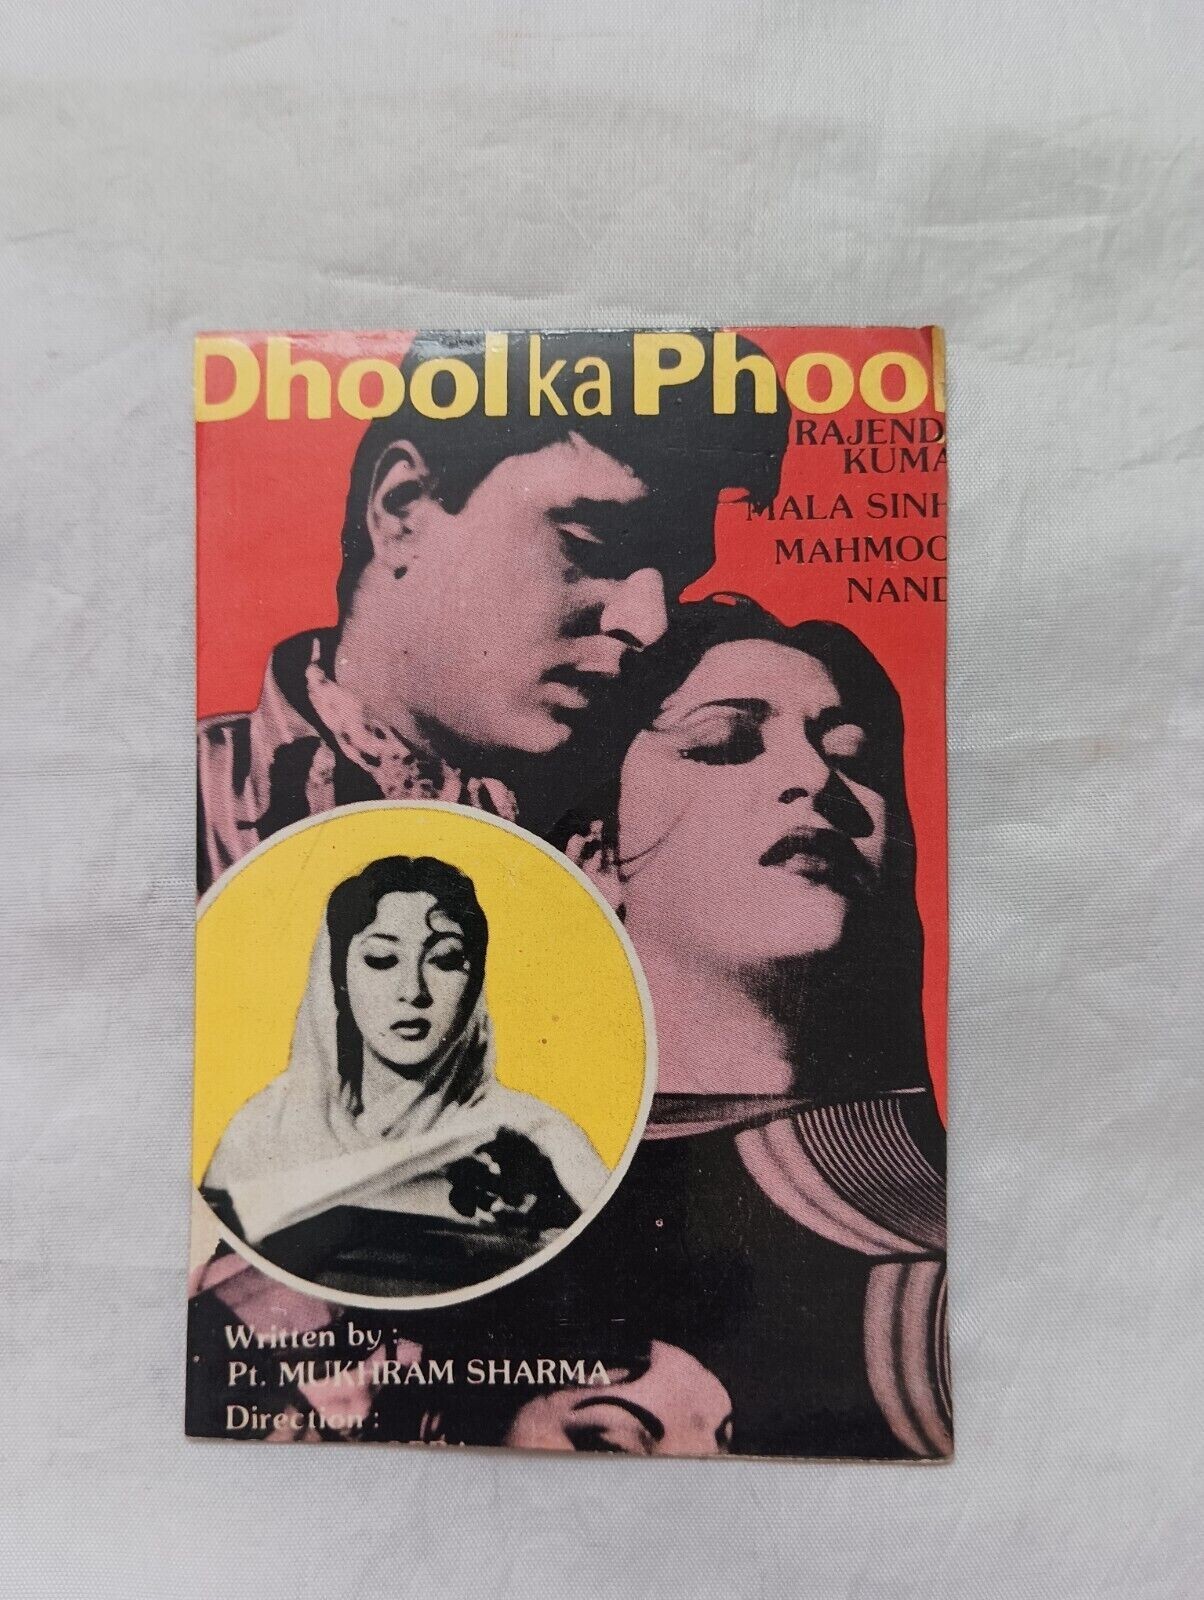 Dhool ka Phool
RAJEND
KUMA
MALA SINH
MAHMOO
NAND
Written by :
Pt. MUKHRAM SHARMA
Direction :